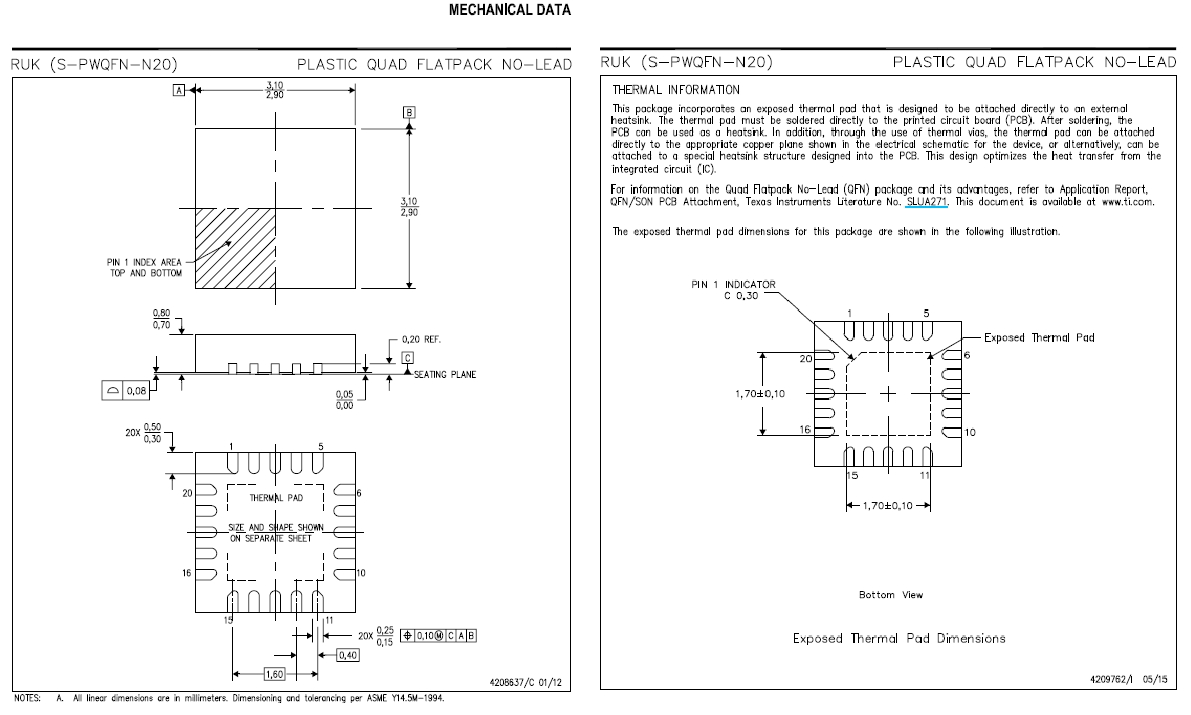 MECHANICAL DATA
RUK (S-PWQFN-N20)
PLASTIC QUAD FLATPACK NO-LEAD
A
3,10
2,90
B
3,10
2,90
PIN 1 INDEX AREA
TOP AND BOTTOM
0,80
0,70
0,20 REF.
C
SEATING PLANE
0,08
0,05
0,00
20X 0,50
0,30
1
5
20
THERMAL PAD
6
SIZE AND SHAPE SHOWN
ON SEPARATE SHEET
16
10
15
11
20X 0,25
0,15
⌖ 0,10 Ⓜ C A B
0,40
1,60
4208637/C 01/12
NOTES: A. All linear dimensions are in millimeters. Dimensioning and tolerancing per ASME Y14.5M-1994.
RUK (S-PWQFN-N20)
PLASTIC QUAD FLATPACK NO-LEAD
THERMAL INFORMATION
This package incorporates an exposed thermal pad that is designed to be attached directly to an external
heatsink. The thermal pad must be soldered directly to the printed circuit board (PCB). After soldering, the
PCB can be used as a heatsink. In addition, through the use of thermal vias, the thermal pad can be attached
directly to the appropriate copper plane shown in the electrical schematic for the device, or alternatively, can be
attached to a special heatsink structure designed into the PCB. This design optimizes the heat transfer from the
integrated circuit (IC).
For information on the Quad Flatpack No-Lead (QFN) package and its advantages, refer to Application Report,
QFN/SON PCB Attachment, Texas Instruments Literature No. SLUA271. This document is available at www.ti.com.
The exposed thermal pad dimensions for this package are shown in the following illustration.
PIN 1 INDICATOR
C 0,30
1
5
Exposed Thermal Pad
20
6
1,70±0,10
16
10
15
11
1,70±0,10
Bottom View
Exposed Thermal Pad Dimensions
4209762/I 05/15